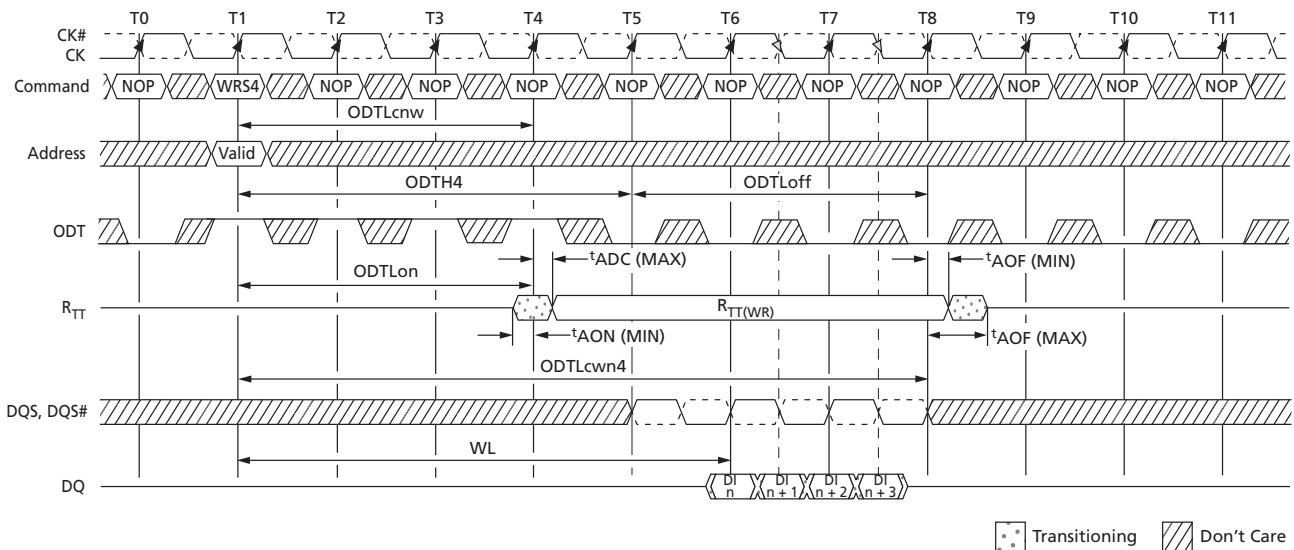 T0 T1 T2 T3 T4 T5 T6 T7 T8 T9 T10 T11
CK#
CK
Command NOP WRS4 NOP NOP NOP NOP NOP NOP NOP NOP NOP NOP
ODTLcnw
Address Valid
ODTH4 ODTLoff
ODT
ODTLon tADC (MAX) tAOF (MIN)
RTT RTT(WR)
tAON (MIN) tAOF (MAX)
ODTLcwn4
DQS, DQS#
WL
DQ DI n DI n + 1 DI n + 2 DI n + 3
Transitioning Don't Care